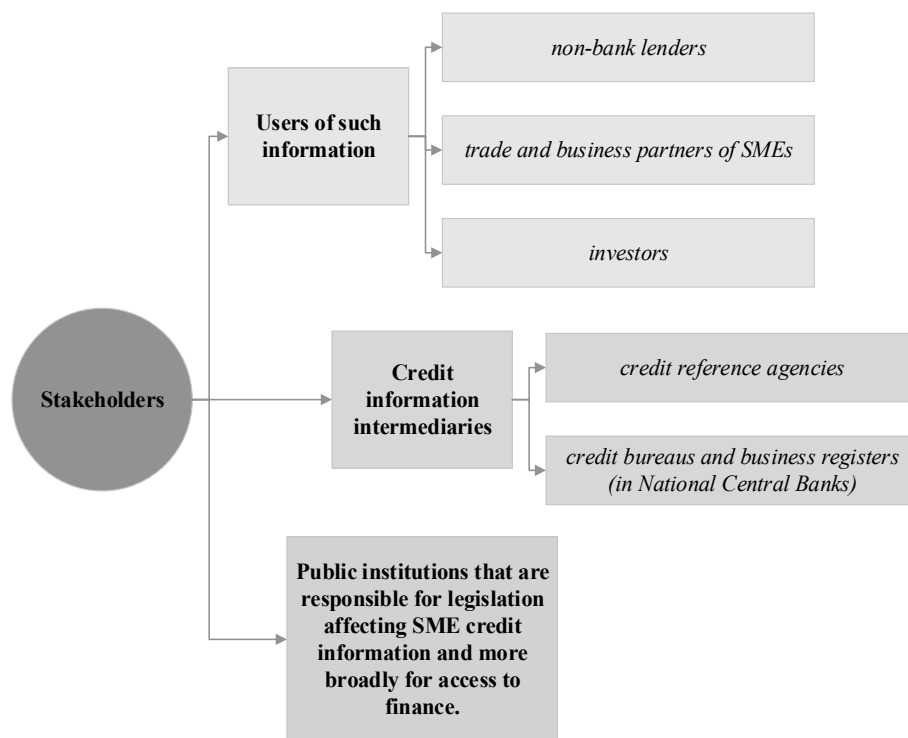 non-bank lenders
Users of such
information
trade and business partners of SMEs
investors
Stakeholders
Credit
information
intermediaries
credit reference agencies
credit bureaus and business registers
(in National Central Banks)
Public institutions that are
responsible for legislation
affecting SME credit
information and more
broadly for access to
finance.